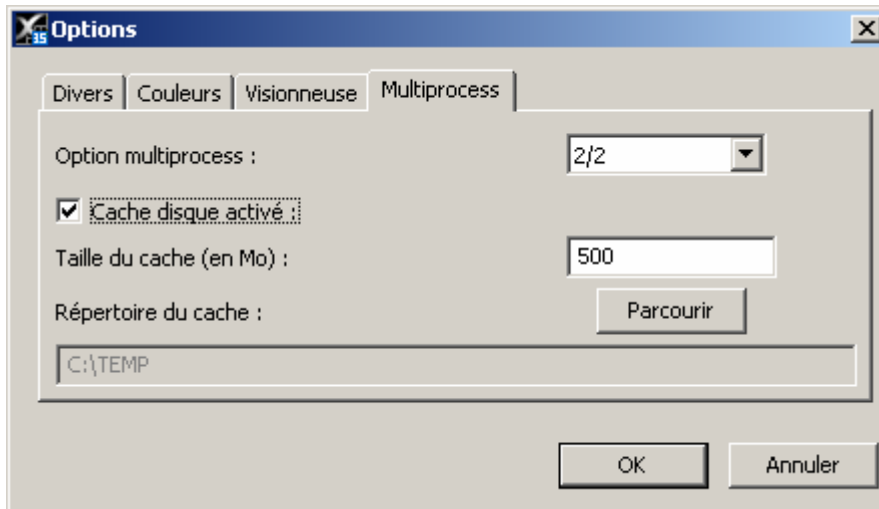 35 Options
Divers Couleurs Visionneuse Multiprocess
Option multiprocess : 2/2
Cache disque activé :
Taille du cache (en Mo) : 500
Répertoire du cache : Parcourir
C:\TEMP
OK Annuler